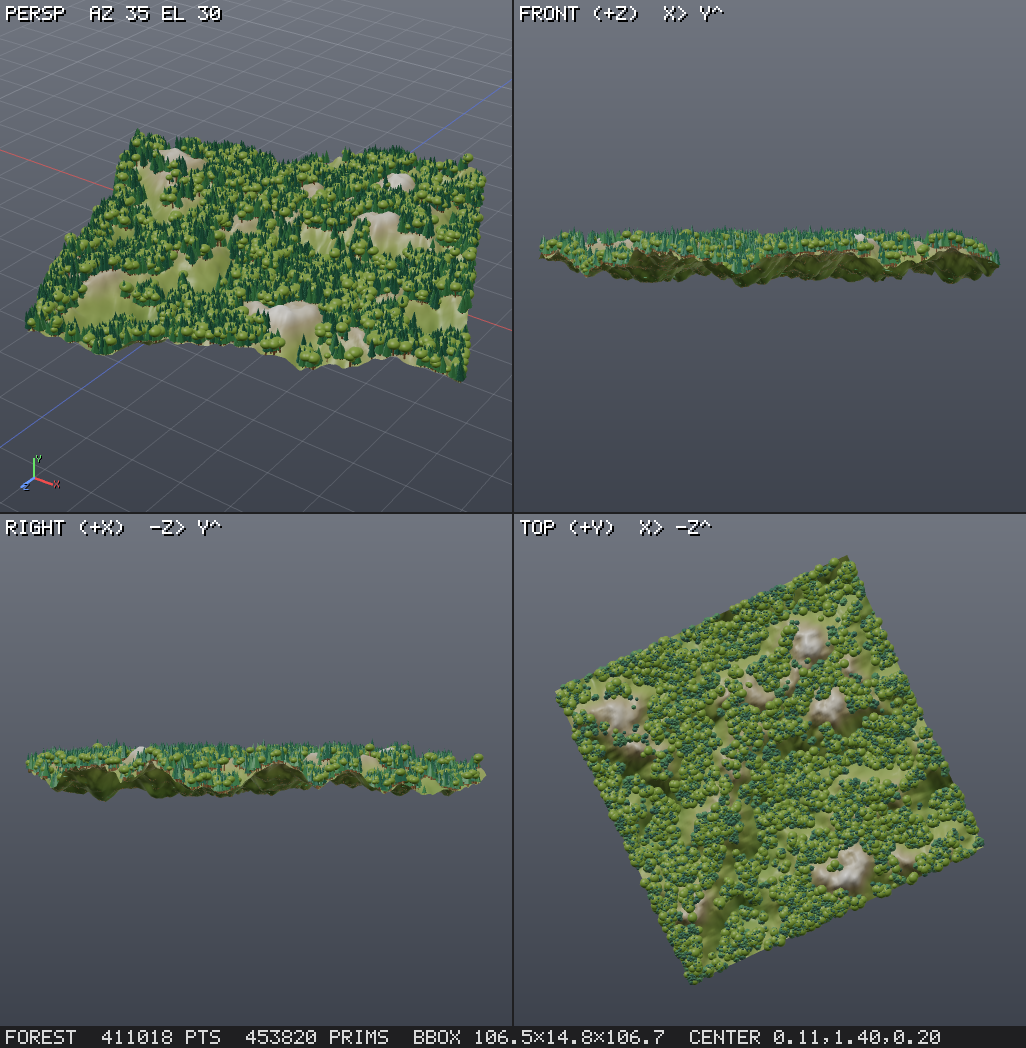 PERSP  AZ 35 EL 30
FRONT (+Z)  X> Y^
Y
X
Z
RIGHT (+X)  -Z> Y^
TOP (+Y)  X> -Z^
FOREST  411018 PTS  453820 PRIMS  BBOX 106.5×14.8×106.7  CENTER 0.11,1.40,0.20